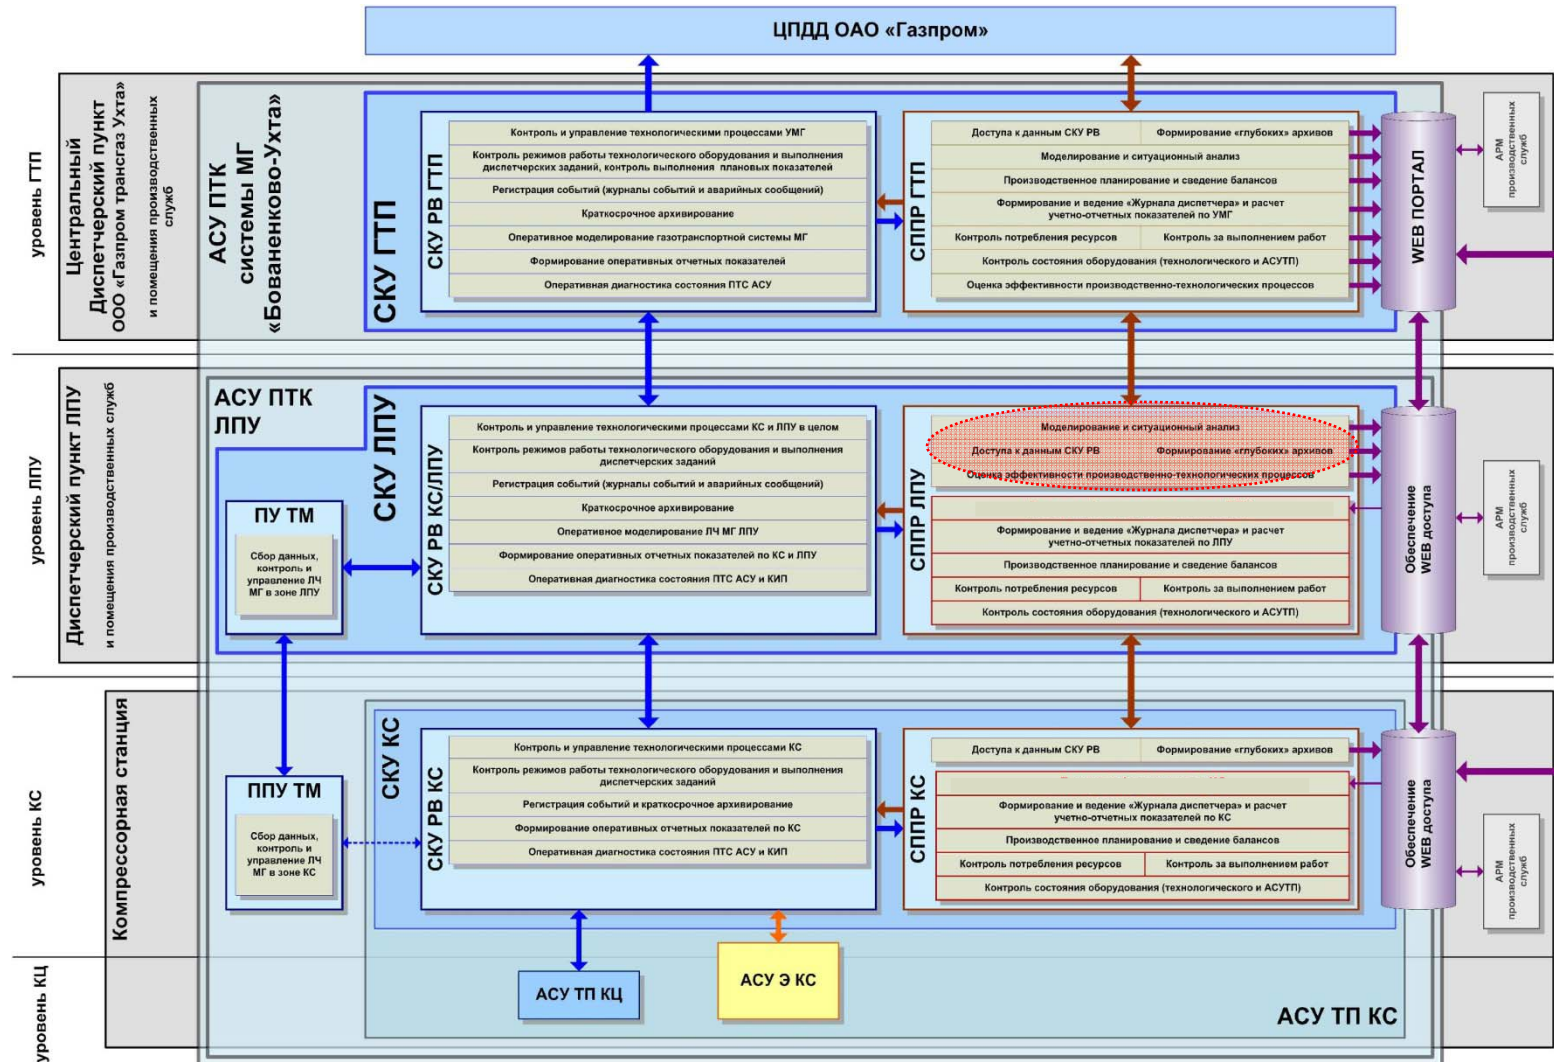 ЦПДД ОАО «Газпром»
уровень ГТП
Центральный
Диспетчерский пункт
ООО «Газпром трансгаз Ухта»
и помещения производственных
служб
АСУ ПТК
системы МГ
«Бованенково-Ухта»
СКУ ГТП
СКУ РВ ГТП
Контроль и управление технологическими процессами УМГ
Контроль режимов работы технологического оборудования и выполнения
диспетчерских заданий, контроль выполнения плановых показателей
Регистрация событий (журналы событий и аварийных сообщений)
Краткосрочное архивирование
Оперативное моделирование газотранспортной системы МГ
Формирование оперативных отчетных показателей
Оперативная диагностика состояния ПТС АСУ
СППР ГТП
Доступа к данным СКУ РВ Формирование «глубоких» архивов
Моделирование и ситуационный анализ
Производственное планирование и сведение балансов
Формирование и ведение «Журнала диспетчера» и расчет
учетно-отчетных показателей по УМГ
Контроль потребления ресурсов Контроль за выполнением работ
Контроль состояния оборудования (технологического и АСУТП)
Оценка эффективности производственно-технологических процессов
WEB ПОРТАЛ
АРМ
производственных
служб
уровень ЛПУ
Диспетчерский пункт ЛПУ
и помещения производственных служб
АСУ ПТК
ЛПУ
СКУ ЛПУ
ПУ ТМ
Сбор данных,
контроль и
управление ЛЧ
МГ в зоне ЛПУ
СКУ РВ КС/ЛПУ
Контроль и управление технологическими процессами КС и ЛПУ в целом
Контроль режимов работы технологического оборудования и выполнения
диспетчерских заданий
Регистрация событий (журналы событий и аварийных сообщений)
Краткосрочное архивирование
Оперативное моделирование ЛЧ МГ ЛПУ
Формирование оперативных отчетных показателей по КС и ЛПУ
Оперативная диагностика состояния ПТС АСУ и КИП
СППР ЛПУ
Моделирование и ситуационный анализ
Доступа к данным СКУ РВ Формирование «глубоких» архивов
Оценка эффективности производственно-технологических процессов
Формирование и ведение «Журнала диспетчера» и расчет
учетно-отчетных показателей по ЛПУ
Производственное планирование и сведение балансов
Контроль потребления ресурсов Контроль за выполнением работ
Контроль состояния оборудования (технологического и АСУТП)
Обеспечение
WEB доступа
АРМ
производственных
служб
уровень КС
Компрессорная станция
СКУ КС
ППУ ТМ
Сбор данных,
контроль и
управление ЛЧ
МГ в зоне КС
СКУ РВ КС
Контроль и управление технологическими процессами КС
Контроль режимов работы технологического оборудования и выполнения
диспетчерских заданий
Регистрация событий и краткосрочное архивирование
Формирование оперативных отчетных показателей по КС
Оперативная диагностика состояния ПТС АСУ и КИП
СППР КС
Доступа к данным СКУ РВ Формирование «глубоких» архивов
Формирование и ведение «Журнала диспетчера» и расчет
учетно-отчетных показателей по КС
Производственное планирование и сведение балансов
Контроль потребления ресурсов Контроль за выполнением работ
Контроль состояния оборудования (технологического и АСУТП)
Обеспечение
WEB доступа
АРМ
производственных
служб
уровень КЦ
АСУ ТП КЦ
АСУ Э КС
АСУ ТП КС